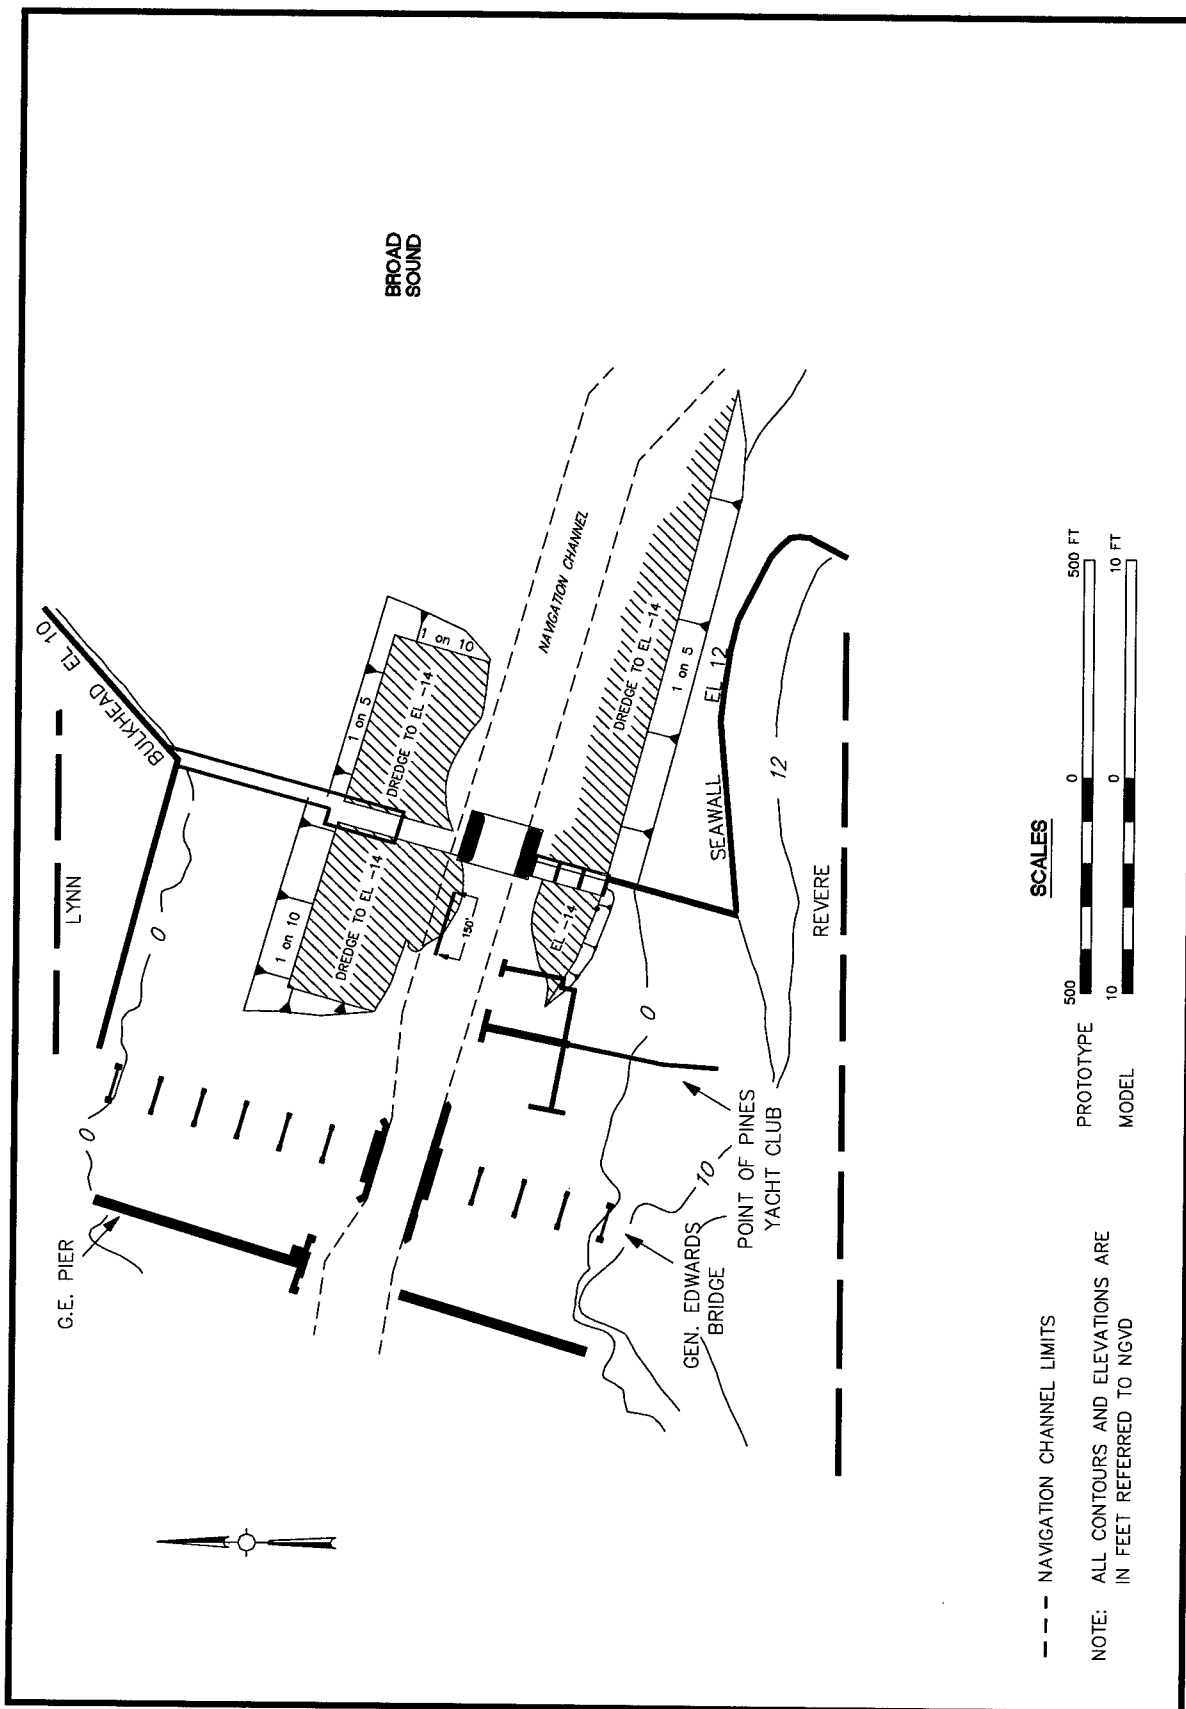 LYNN
BULKHEAD EL 10
BROAD
SOUND
G.E. PIER
0
0
1 on 10
DREDGE TO EL -14
1 on 5
DREDGE TO EL -14
1 on 10
150'
NAVIGATION CHANNEL
EL -14
DREDGE TO EL -14
1 on 5
SEAWALL EL 12
0
10
12
GEN. EDWARDS
BRIDGE
POINT OF PINES
YACHT CLUB
REVERE
SCALES
PROTOTYPE
500 0 500 FT
MODEL
10 0 10 FT
NAVIGATION CHANNEL LIMITS
NOTE: ALL CONTOURS AND ELEVATIONS ARE
IN FEET REFERRED TO NGVD